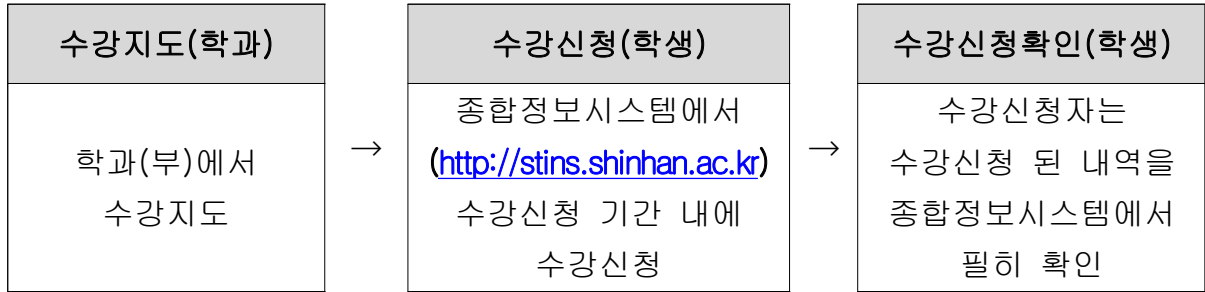 수강지도(학과)
학과(부)에서
수강지도
→
수강신청(학생)
종합정보시스템에서
(http://stins.shinhan.ac.kr)
수강신청 기간 내에
수강신청
→
수강신청확인(학생)
수강신청자는
수강신청 된 내역을
종합정보시스템에서
필히 확인